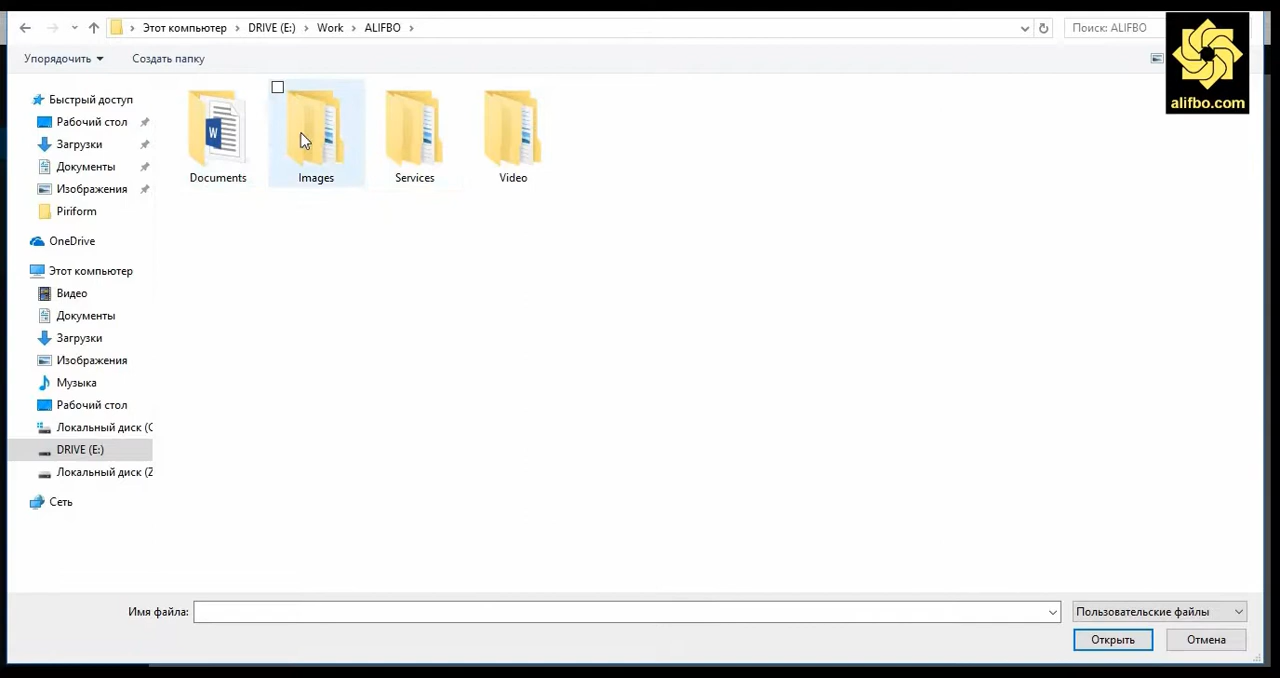 Этот компьютер > DRIVE (E:) > Work > ALIFBO >
Поиск: ALIFBO
alifbo.com
Упорядочить
Создать папку
Быстрый доступ
Рабочий стол
Загрузки
Документы
Изображения
Piriform
OneDrive
Этот компьютер
Видео
Документы
Загрузки
Изображения
Музыка
Рабочий стол
Локальный диск (C
DRIVE (E:)
Локальный диск (Z
Сеть
W
Documents
Images
Services
Video
Имя файла:
Пользовательские файлы
Открыть
Отмена